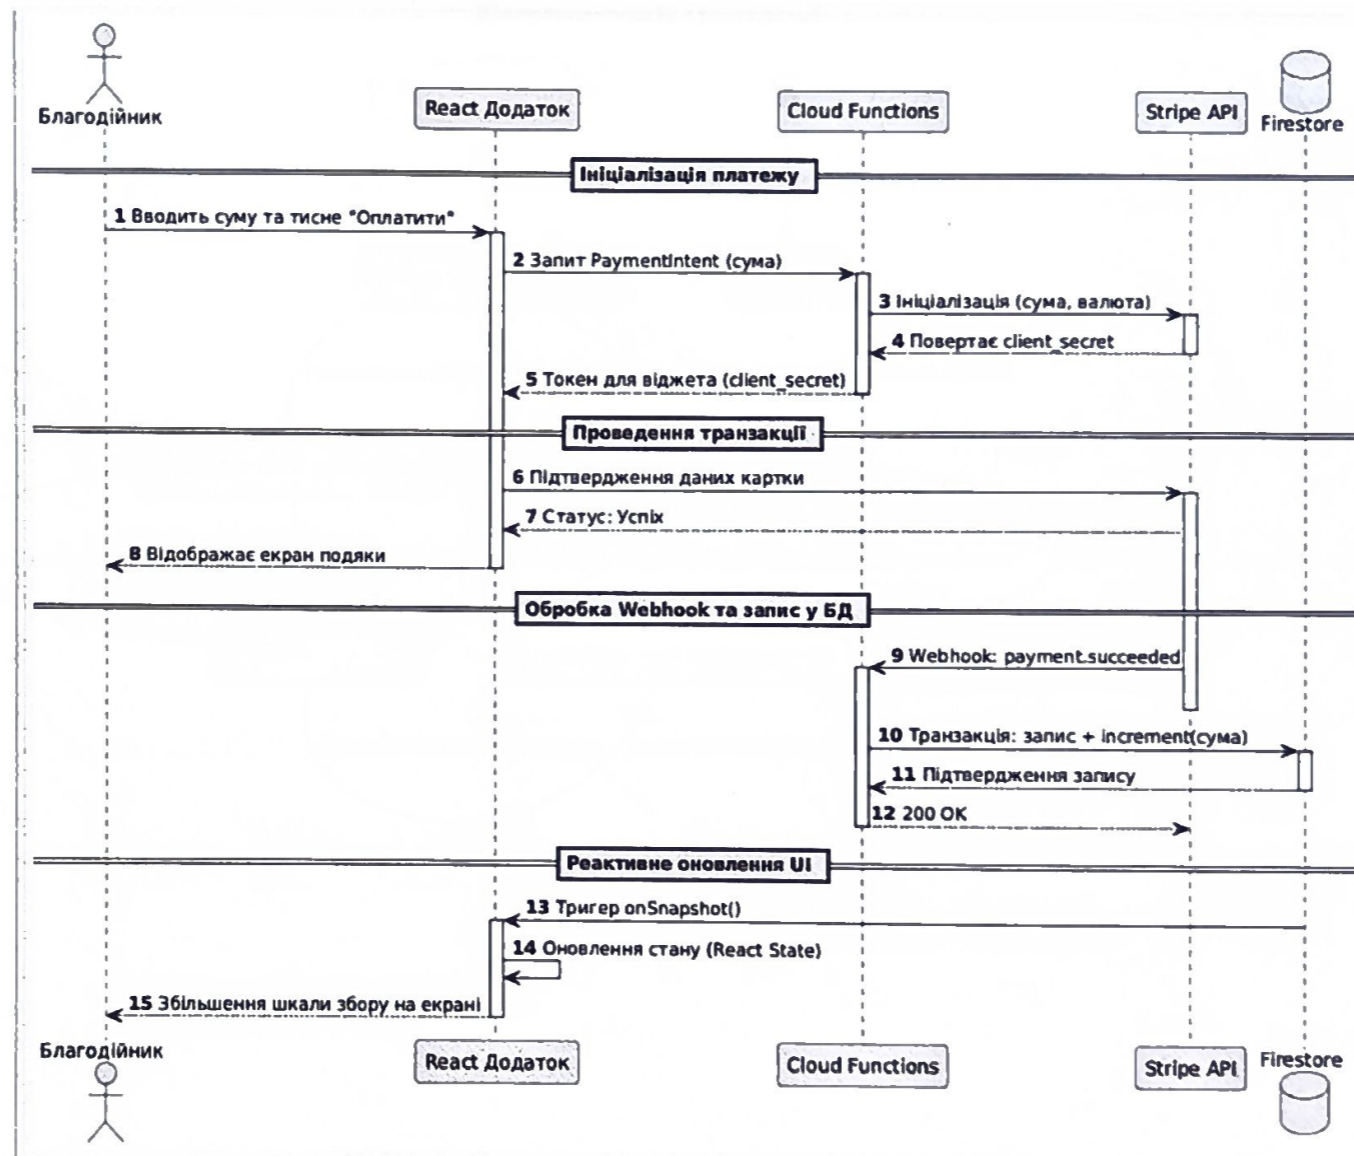 Благодійник
React Додаток
Cloud Functions
Stripe API
Firestore
Ініціалізація платежу
1 Вводить суму та тисне "Оплатити"
2 Запит PaymentIntent (сума)
3 Ініціалізація (сума, валюта)
4 Повертає client_secret
5 Токен для віджета (client_secret)
Проведення транзакції
6 Підтвердження даних картки
7 Статус: Успіх
8 Відображає екран подяки
Обробка Webhook та запис у БД
9 Webhook: payment.succeeded
10 Транзакція: запис + increment(сума)
11 Підтвердження запису
12 200 OK
Реактивне оновлення UI
13 Тригер onSnapshot()
14 Оновлення стану (React State)
15 Збільшення шкали збору на екрані
Благодійник
React Додаток
Cloud Functions
Stripe API
Firestore